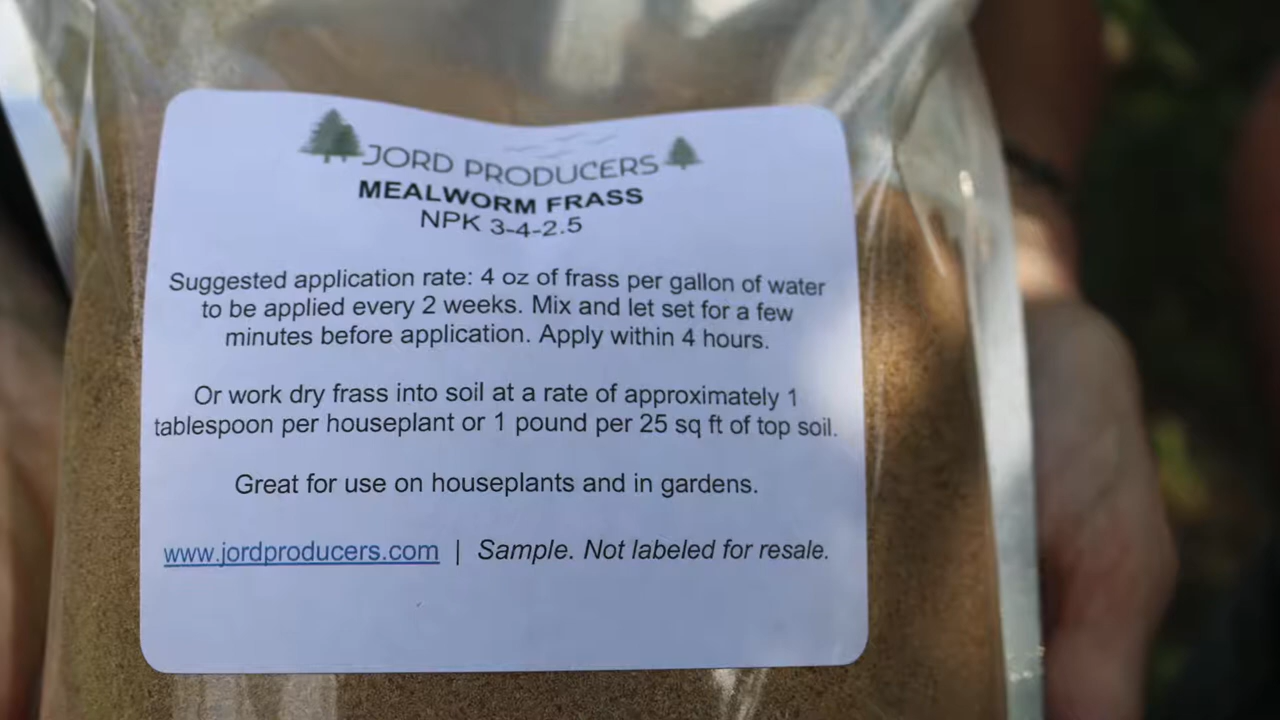 JORD PRODUCERS
MEALWORM FRASS
NPK 3-4-2.5
Suggested application rate: 4 oz of frass per gallon of water
to be applied every 2 weeks. Mix and let set for a few
minutes before application. Apply within 4 hours.
Or work dry frass into soil at a rate of approximately 1
tablespoon per houseplant or 1 pound per 25 sq ft of top soil.
Great for use on houseplants and in gardens.
www.jordproducers.com | Sample. Not labeled for resale.